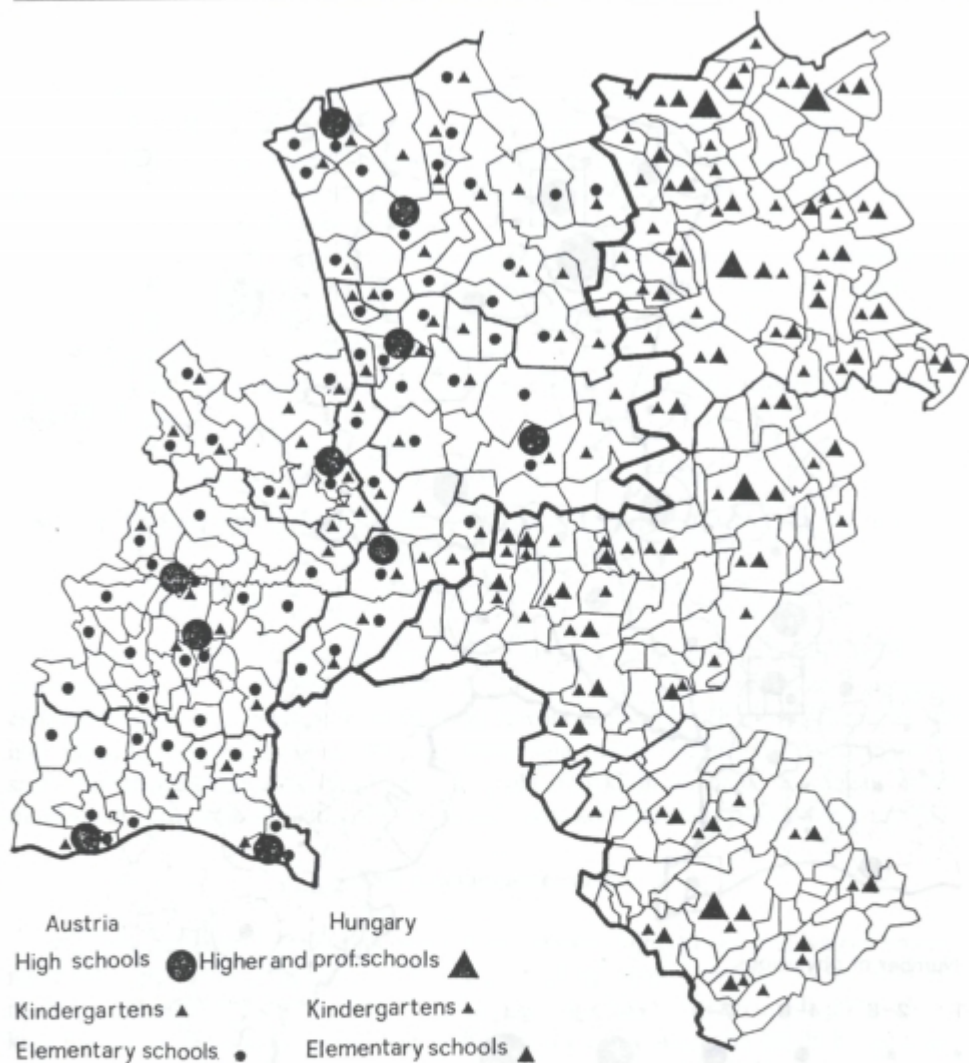 Austria Hungary
High schools Higher and prof. schools
Kindergartens Kindergartens
Elementary schools Elementary schools